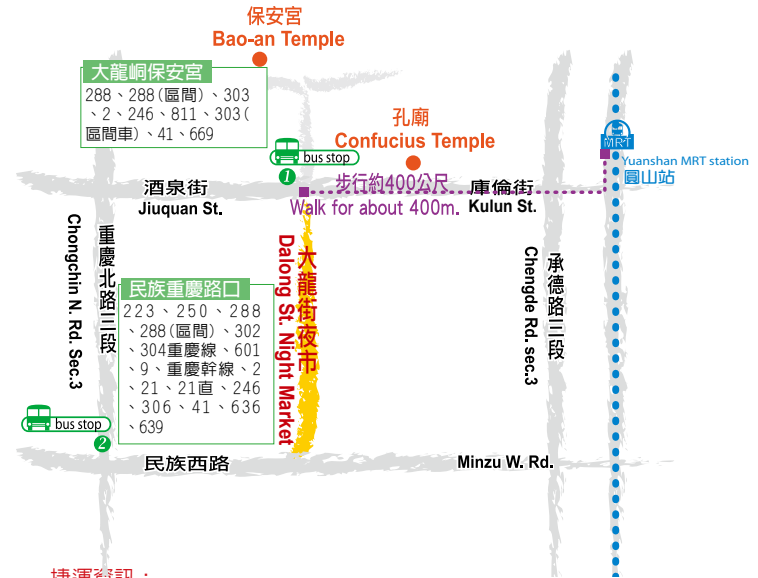 保安宮
Bao-an Temple
大龍峒保安宮
288、288(區間)、303
、2、246、811、303(
區間車)、41、669
孔廟
Confucius Temple
MRT
Yuanshan MRT station
圓山站
bus stop
1
步行約400公尺
Walk for about 400m.
酒泉街
Jiuquan St.
庫倫街
Kulun St.
重慶北路三段
Chongchin N. Rd. Sec.3
大龍街夜市
Dalong St. Night Market
承德路三段
Chengde Rd. sec.3
民族重慶路口
223、250、288
、288(區間)、302
、304重慶線、601
、9、重慶幹線、2
、21、21直、246
、306、41、636
、639
bus stop
2
民族西路
Minzu W. Rd.
捷運資訊：